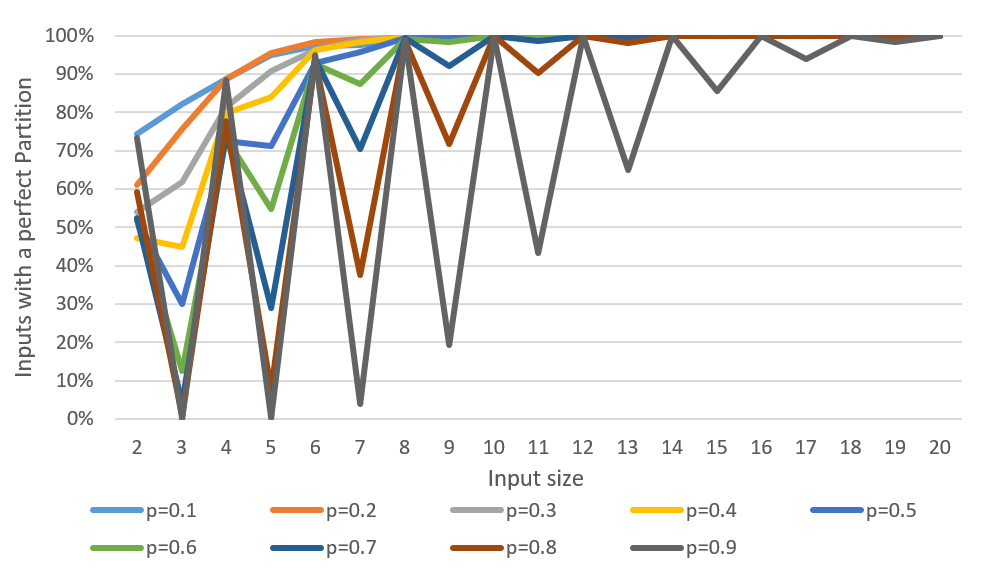 Inputs with a perfect Partition
100%
90%
80%
70%
60%
50%
40%
30%
20%
10%
0%
2 3 4 5 6 7 8 9 10 11 12 13 14 15 16 17 18 19 20
Input size
p=0.1 p=0.2 p=0.3 p=0.4 p=0.5
p=0.6 p=0.7 p=0.8 p=0.9